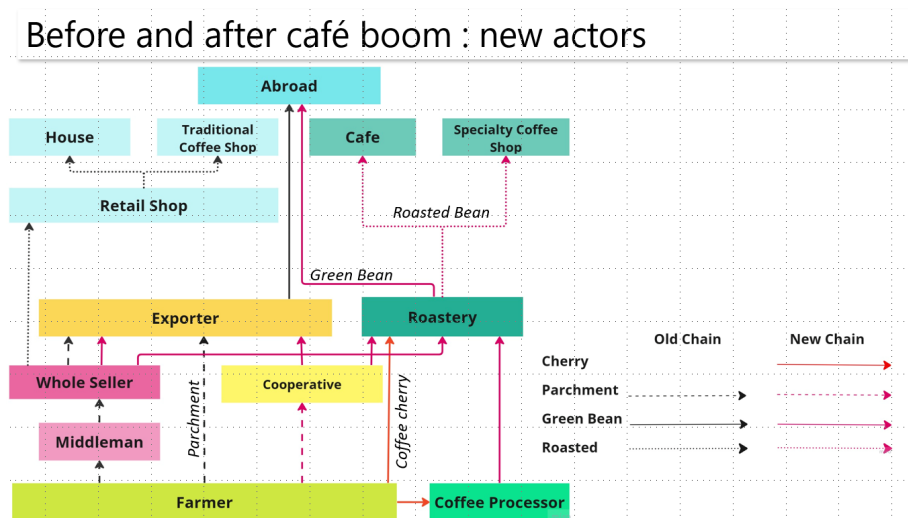 Before and after café boom : new actors
Abroad
House
Traditional
Coffee Shop
Cafe
Specialty Coffee
Shop
Retail Shop
Roasted Bean
Green Bean
Exporter
Roastery
Old Chain
New Chain
Cherry
Whole Seller
Cooperative
Parchment
Coffee cherry
Parchment
Green Bean
Roasted
Middleman
Farmer
Coffee Processor